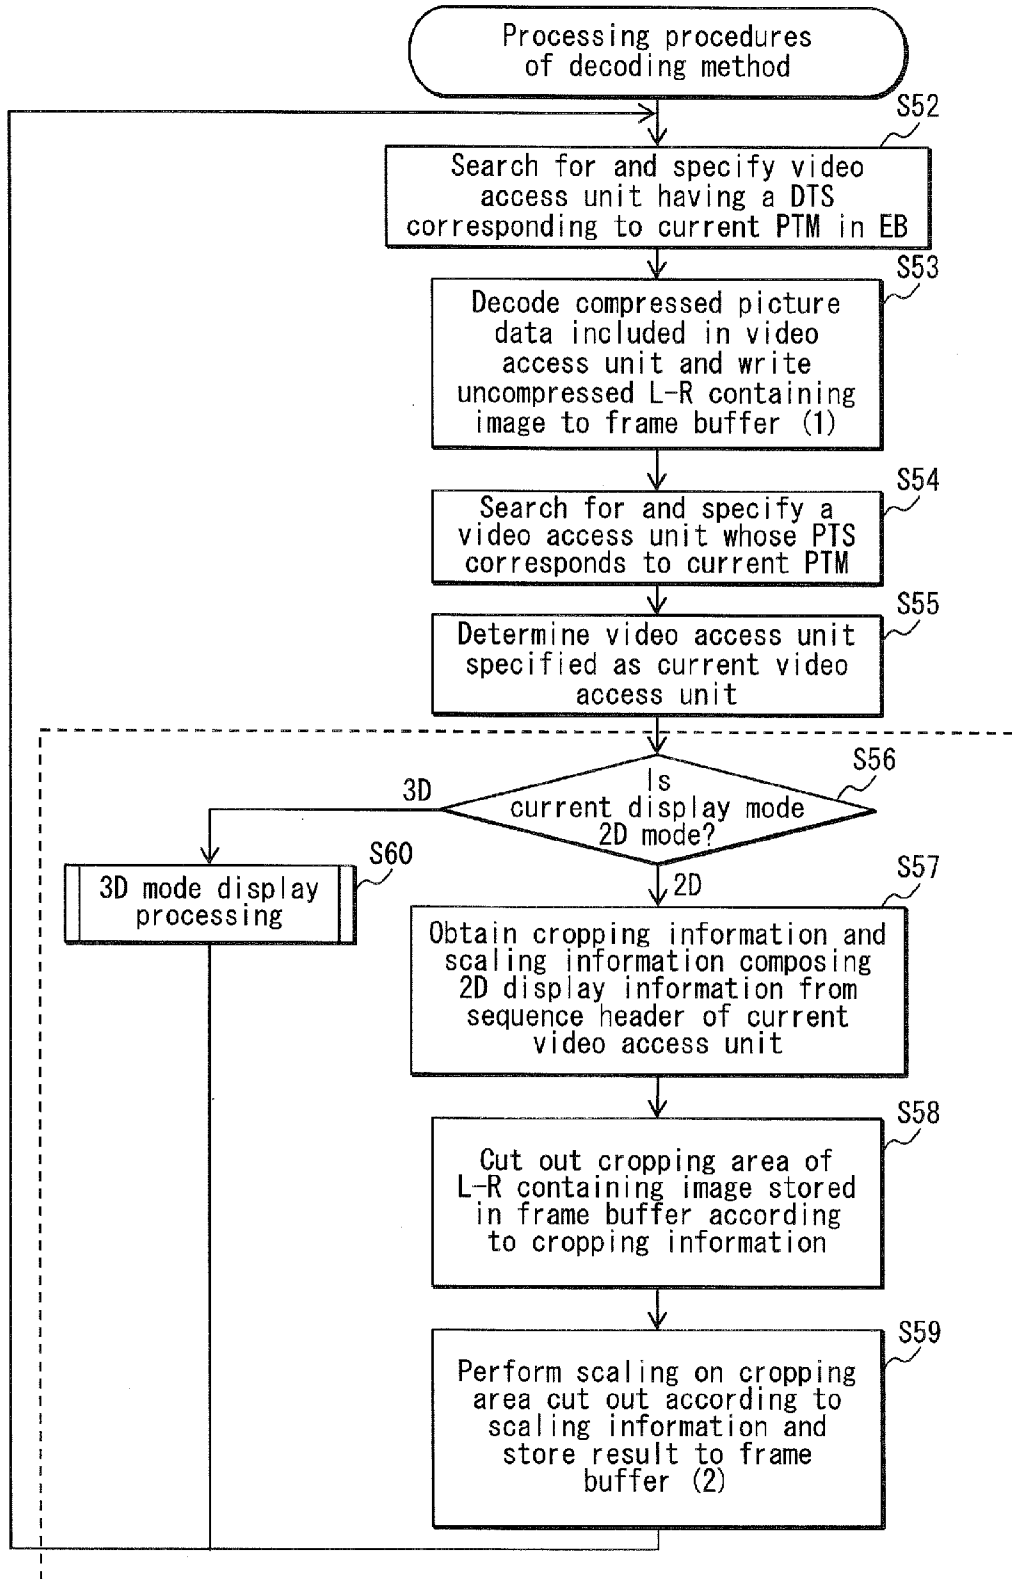 Processing procedures
of decoding method
S52
Search for and specify video
access unit having a DTS
corresponding to current PTM in EB
S53
Decode compressed picture
data included in video
access unit and write
uncompressed L-R containing
image to frame buffer (1)
S54
Search for and specify a
video access unit whose PTS
corresponds to current PTM
S55
Determine video access unit
specified as current video
access unit
S56
Is
current display mode
2D mode?
3D
2D
S60
3D mode display
processing
S57
Obtain cropping information and
scaling information composing
2D display information from
sequence header of current
video access unit
S58
Cut out cropping area of
L-R containing image stored
in frame buffer according
to cropping information
S59
Perform scaling on cropping
area cut out according to
scaling information and
store result to frame
buffer (2)